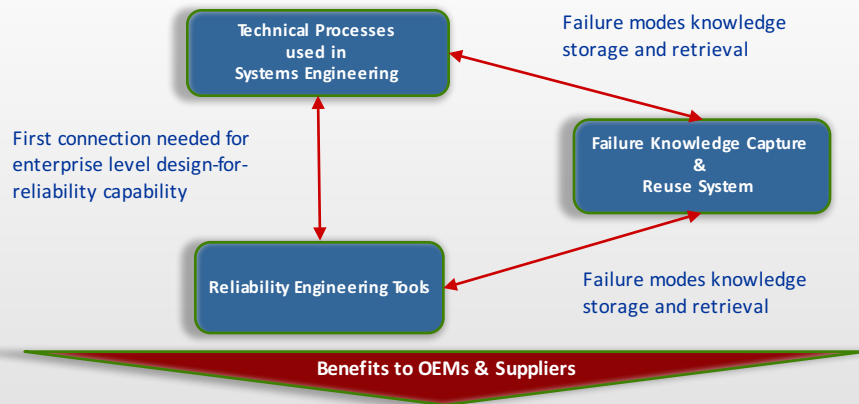 Technical Processes
used in
Systems Engineering
Failure modes knowledge
storage and retrieval
First connection needed for
enterprise level design-for-
reliability capability
Failure Knowledge Capture
&
Reuse System
Reliability Engineering Tools
Failure modes knowledge
storage and retrieval
Benefits to OEMs & Suppliers